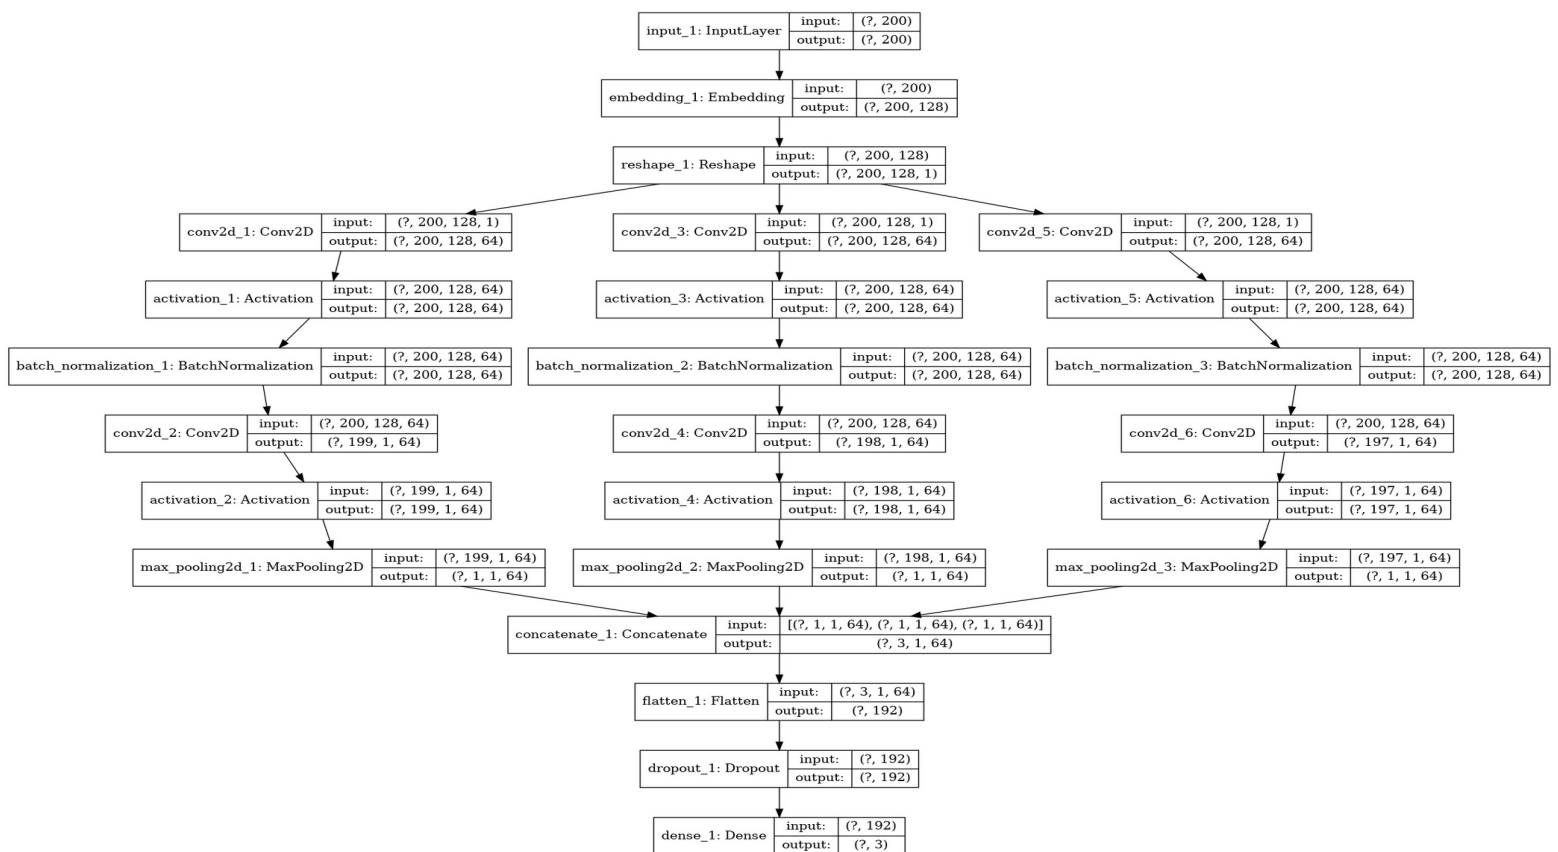 input_1: InputLayer
input: (?, 200)
output: (?, 200)
embedding_1: Embedding
input: (?, 200)
output: (?, 200, 128)
reshape_1: Reshape
input: (?, 200, 128)
output: (?, 200, 128, 1)
conv2d_1: Conv2D
input: (?, 200, 128, 1)
output: (?, 200, 128, 64)
conv2d_3: Conv2D
input: (?, 200, 128, 1)
output: (?, 200, 128, 64)
conv2d_5: Conv2D
input: (?, 200, 128, 1)
output: (?, 200, 128, 64)
activation_1: Activation
input: (?, 200, 128, 64)
output: (?, 200, 128, 64)
activation_3: Activation
input: (?, 200, 128, 64)
output: (?, 200, 128, 64)
activation_5: Activation
input: (?, 200, 128, 64)
output: (?, 200, 128, 64)
batch_normalization_1: BatchNormalization
input: (?, 200, 128, 64)
output: (?, 200, 128, 64)
batch_normalization_2: BatchNormalization
input: (?, 200, 128, 64)
output: (?, 200, 128, 64)
batch_normalization_3: BatchNormalization
input: (?, 200, 128, 64)
output: (?, 200, 128, 64)
conv2d_2: Conv2D
input: (?, 200, 128, 64)
output: (?, 199, 1, 64)
conv2d_4: Conv2D
input: (?, 200, 128, 64)
output: (?, 198, 1, 64)
conv2d_6: Conv2D
input: (?, 200, 128, 64)
output: (?, 197, 1, 64)
activation_2: Activation
input: (?, 199, 1, 64)
output: (?, 199, 1, 64)
activation_4: Activation
input: (?, 198, 1, 64)
output: (?, 198, 1, 64)
activation_6: Activation
input: (?, 197, 1, 64)
output: (?, 197, 1, 64)
max_pooling2d_1: MaxPooling2D
input: (?, 199, 1, 64)
output: (?, 1, 1, 64)
max_pooling2d_2: MaxPooling2D
input: (?, 198, 1, 64)
output: (?, 1, 1, 64)
max_pooling2d_3: MaxPooling2D
input: (?, 197, 1, 64)
output: (?, 1, 1, 64)
concatenate_1: Concatenate
input: [(?, 1, 1, 64), (?, 1, 1, 64), (?, 1, 1, 64)]
output: (?, 3, 1, 64)
flatten_1: Flatten
input: (?, 3, 1, 64)
output: (?, 192)
dropout_1: Dropout
input: (?, 192)
output: (?, 192)
dense_1: Dense
input: (?, 192)
output: (?, 3)